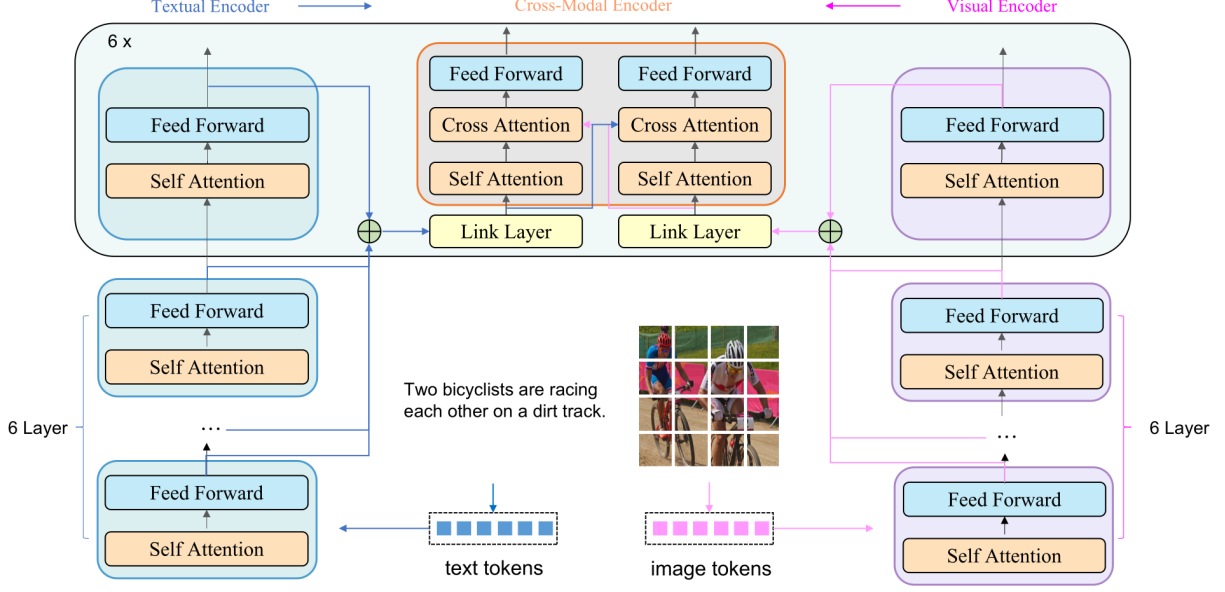 Textual Encoder
Cross-Modal Encoder
Visual Encoder
6 x
Feed Forward
Self Attention
Feed Forward
Cross Attention
Self Attention
Link Layer
Feed Forward
Cross Attention
Self Attention
Link Layer
Feed Forward
Self Attention
Feed Forward
Self Attention
6 Layer
...
Feed Forward
Self Attention
Two bicyclists are racing
each other on a dirt track.
text tokens
image tokens
Feed Forward
Self Attention
...
6 Layer
Feed Forward
Self Attention